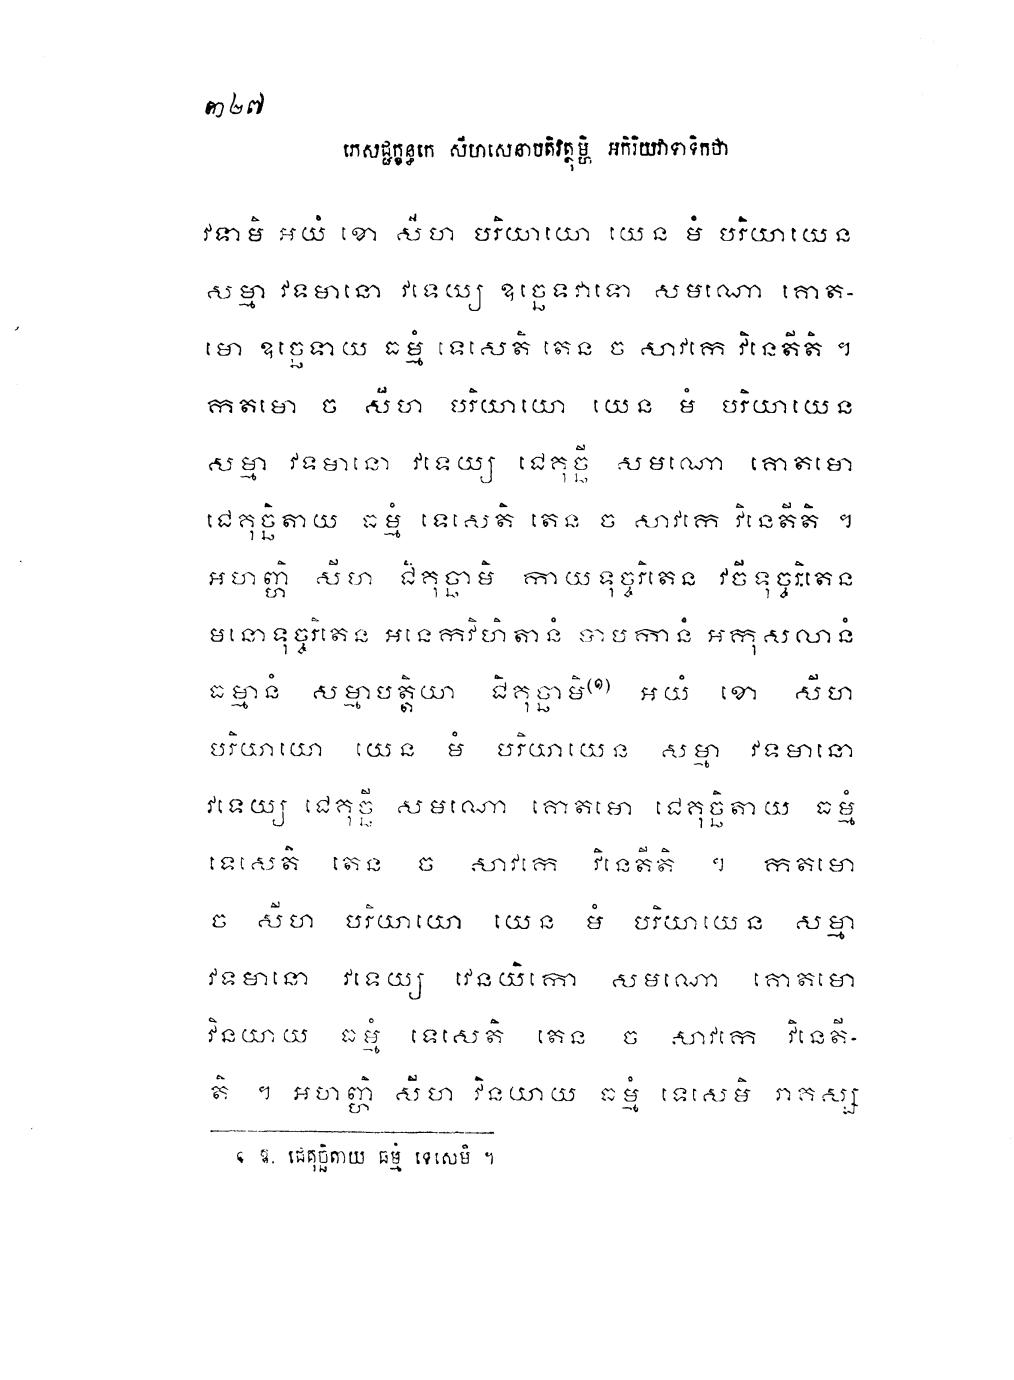 ៣២៧
ភេសជ្ជក្ខន្ធកេ សីហសេនាបតិវត្ថុម្ហិ អកិរិយវាទាទិកថា
វទាមិ អយំ ខោ សីហ បរិយាយោ យេន មំ បរិយាយេន
សម្មា វទមានោ វទេយ្យ ឧច្ឆេទវាទោ សមណោ គោត-
មោ ឧច្ឆេទាយ ធម្មំ ទេសេតិ តេន ច សាវកេ វិនេតីតិ ។
កតមោ ច សីហ បរិយាយោ យេន មំ បរិយាយេន
សម្មា វទមានោ វទេយ្យ ជេគុច្ឆី សមណោ គោតមោ
ជេគុច្ឆិតាយ ធម្មំ ទេសេតិ តេន ច សាវកេ វិនេតីតិ ។
អហញ្ហិ សីហ ជិគុច្ឆាមិ កាយទុច្ចរិតេន វចីទុច្ចរិតេន
មនោទុច្ចរិតេន អនេកវិហិតានំ បាបកានំ អកុសលានំ
ធម្មានំ សម្មាបត្តិយា ជិគុច្ឆាមិ(១) អយំ ខោ សីហ
បរិយាយោ យេន មំ បរិយាយេន សម្មា វទមានោ
វទេយ្យ ជេគុច្ឆី សមណោ គោតមោ ជេគុច្ឆិតាយ ធម្មំ
ទេសេតិ តេន ច សាវកេ វិនេតីតិ ។ កតមោ
ច សីហ បរិយាយោ យេន មំ បរិយាយេន សម្មា
វទមានោ វទេយ្យ វេនយិកោ សមណោ គោតមោ
វិនយាយ ធម្មំ ទេសេតិ តេន ច សាវកេ វិនេតី-
តិ ។ អហញ្ហិ សីហ វិនយាយ ធម្មំ ទេសេមិ រាគស្ស
១ ឱ. ជេគុច្ឆិតាយ ធម្មំ ទេសេមិ ។